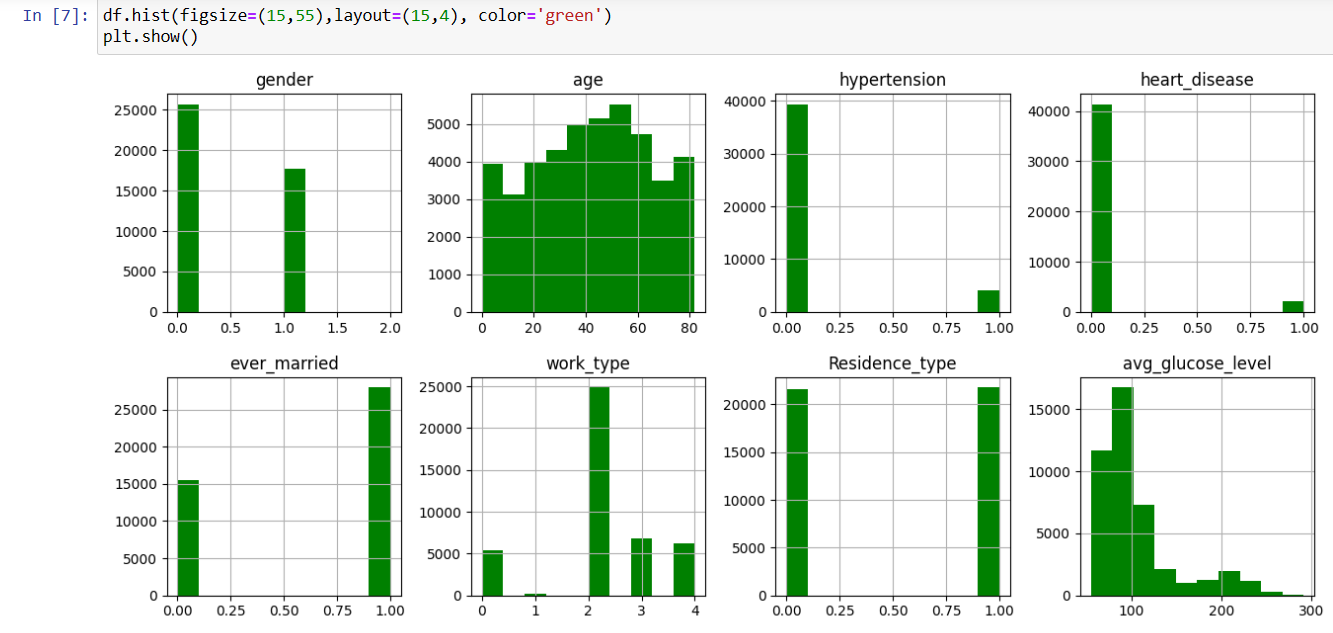 In [7]: df.hist(figsize=(15,55),layout=(15,4), color='green')
plt.show()
gender
25000
20000
15000
10000
5000
0
0.0 0.5 1.0 1.5 2.0
age
5000
4000
3000
2000
1000
0
0 20 40 60 80
hypertension
40000
30000
20000
10000
0
0.00 0.25 0.50 0.75 1.00
heart_disease
40000
30000
20000
10000
0
0.00 0.25 0.50 0.75 1.00
ever_married
25000
20000
15000
10000
5000
0
0.00 0.25 0.50 0.75 1.00
work_type
25000
20000
15000
10000
5000
0
0 1 2 3 4
Residence_type
20000
15000
10000
5000
0
0.00 0.25 0.50 0.75 1.00
avg_glucose_level
15000
10000
5000
0
100 200 300